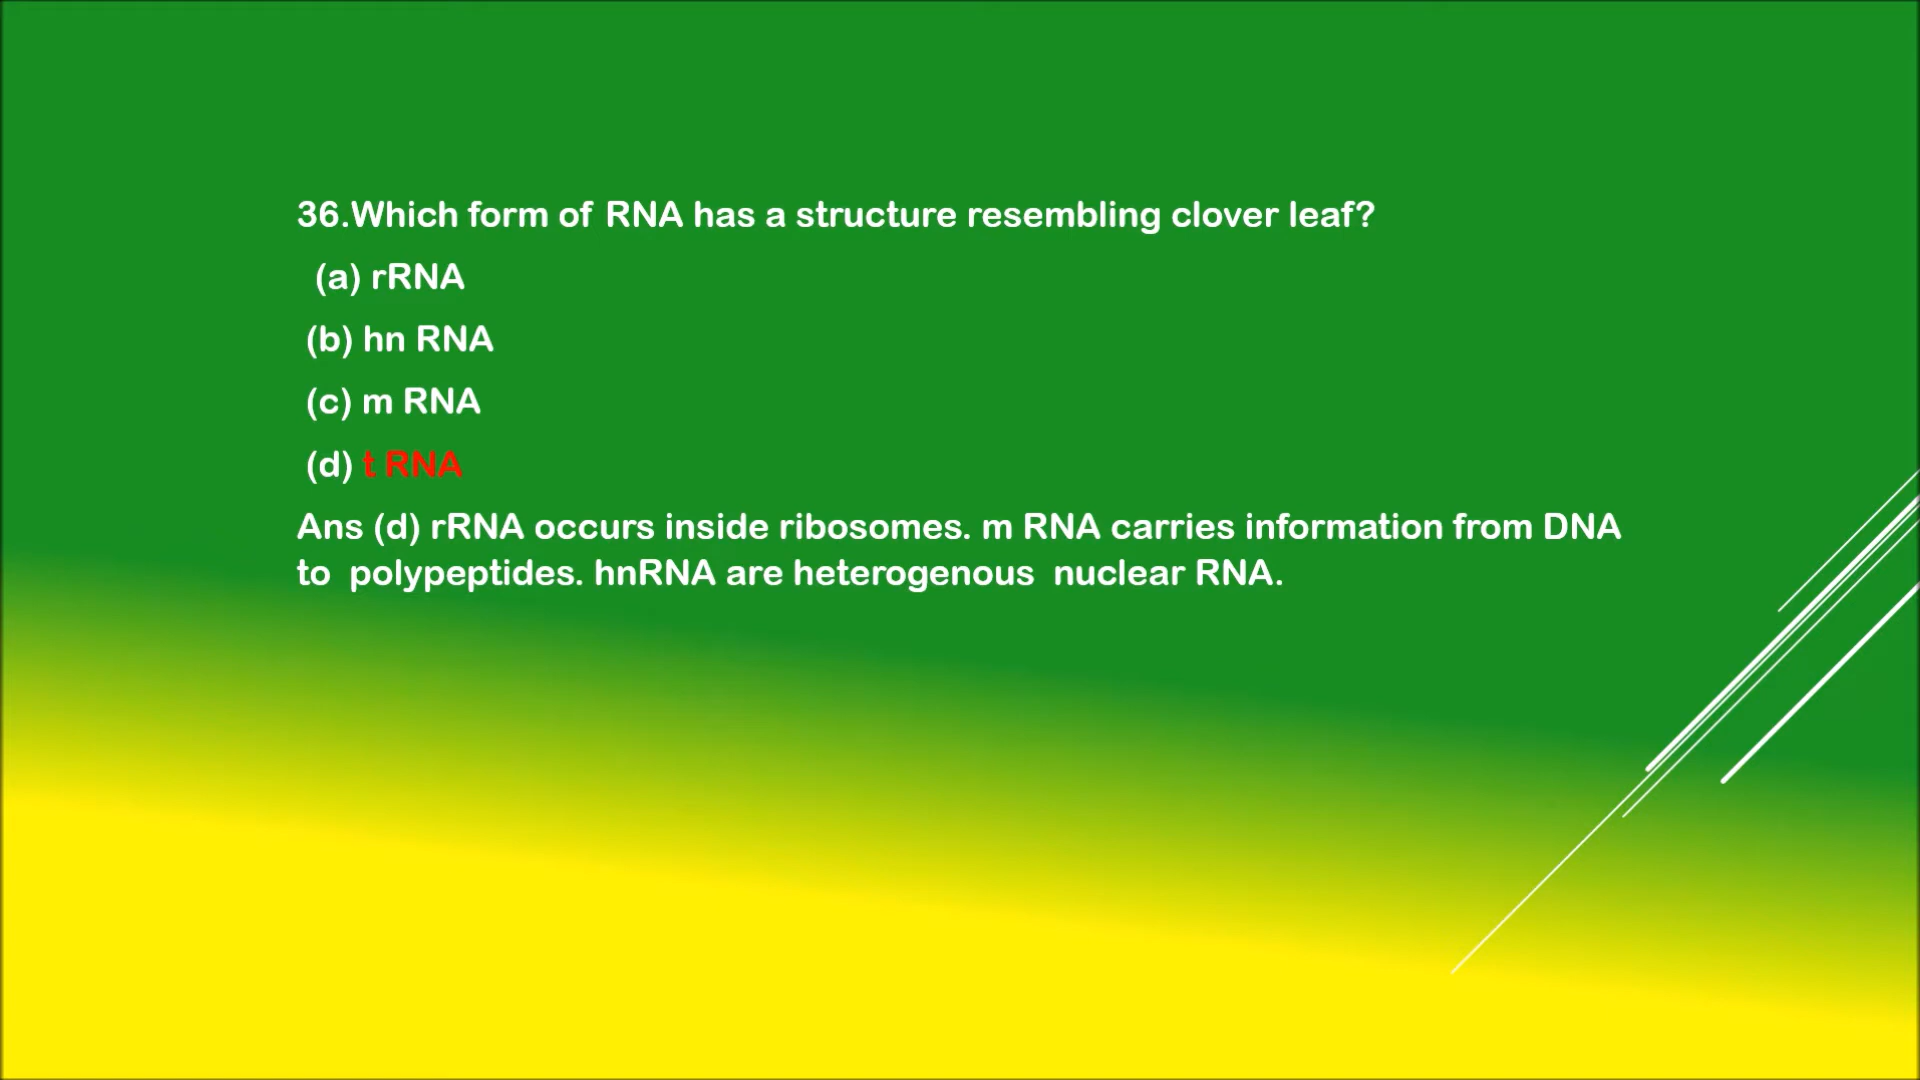 36.Which form of RNA has a structure resembling clover leaf?
(a) rRNA
(b) hn RNA
(c) m RNA
(d) t RNA
Ans (d) rRNA occurs inside ribosomes. m RNA carries information from DNA
to polypeptides. hnRNA are heterogenous nuclear RNA.